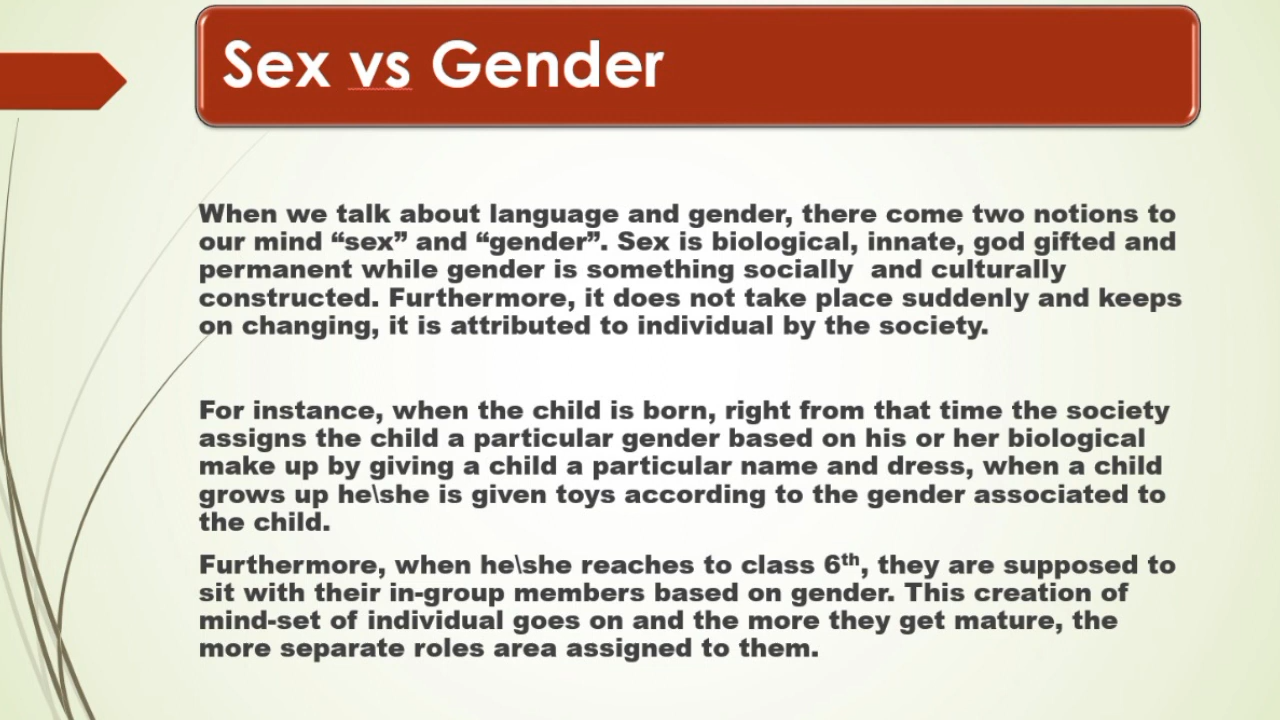 Sex vs Gender
When we talk about language and gender, there come two notions to
our mind “sex” and “gender”. Sex is biological, innate, god gifted and
permanent while gender is something socially  and culturally
constructed. Furthermore, it does not take place suddenly and keeps
on changing, it is attributed to individual by the society.
For instance, when the child is born, right from that time the society
assigns the child a particular gender based on his or her biological
make up by giving a child a particular name and dress, when a child
grows up he\she is given toys according to the gender associated to
the child.
Furthermore, when he\she reaches to class 6th, they are supposed to
sit with their in-group members based on gender. This creation of
mind-set of individual goes on and the more they get mature, the
more separate roles area assigned to them.